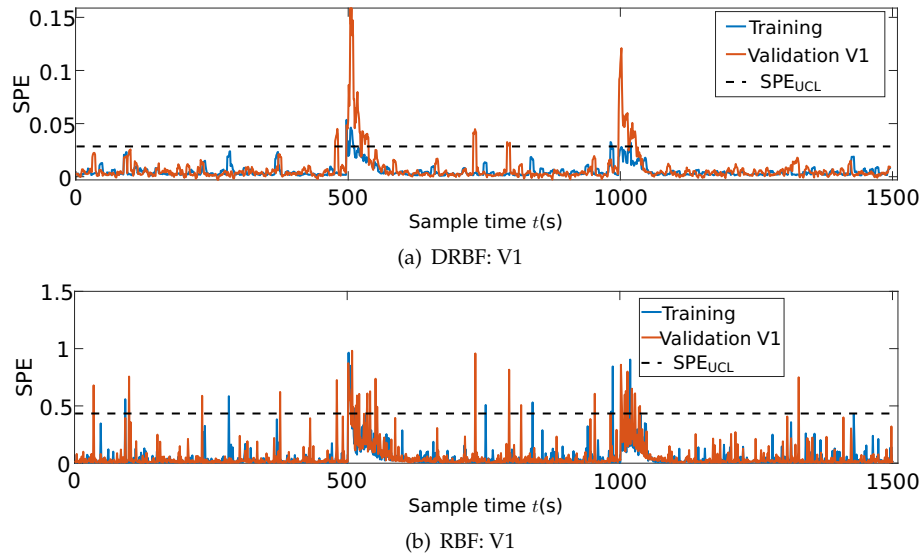 0.15
0.1
0.05
0
SPE
Training
Validation V1
SPE_UCL
0 500 1000 1500
Sample time t(s)
(a) DRBF: V1
1.5
1
0.5
0
SPE
Training
Validation V1
SPE_UCL
0 500 1000 1500
Sample time t(s)
(b) RBF: V1